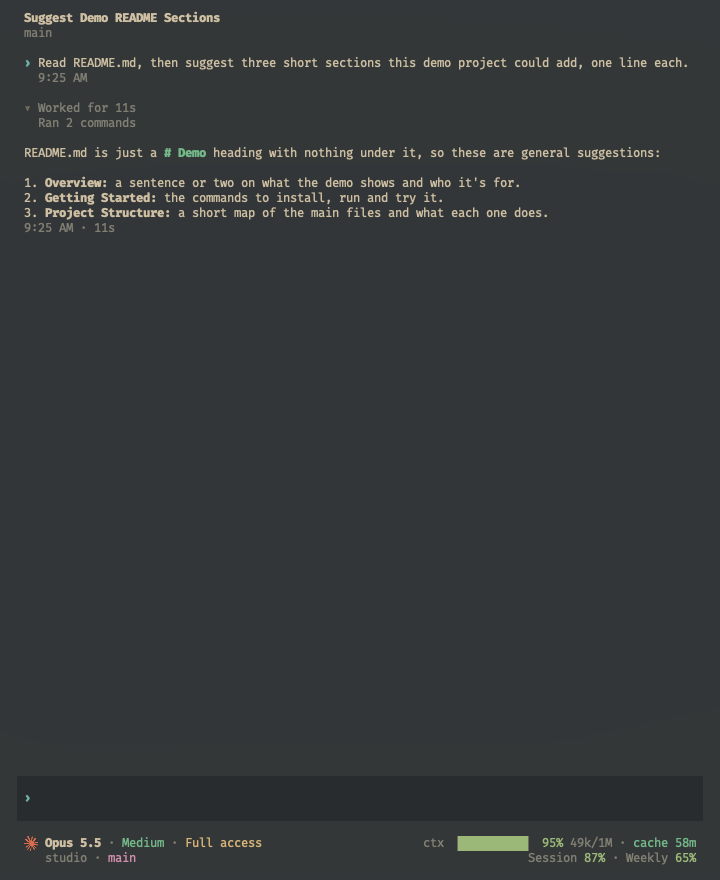 Suggest Demo README Sections
main
› Read README.md, then suggest three short sections this demo project could add, one line each.
9:25 AM
▾ Worked for 11s
Ran 2 commands
README.md is just a # Demo heading with nothing under it, so these are general suggestions:
1. Overview: a sentence or two on what the demo shows and who it's for.
2. Getting Started: the commands to install, run and try it.
3. Project Structure: a short map of the main files and what each one does.
9:25 AM · 11s
›
Opus 5.5 · Medium · Full access ctx 95% 49k/1M · cache 58m
studio · main Session 87% · Weekly 65%